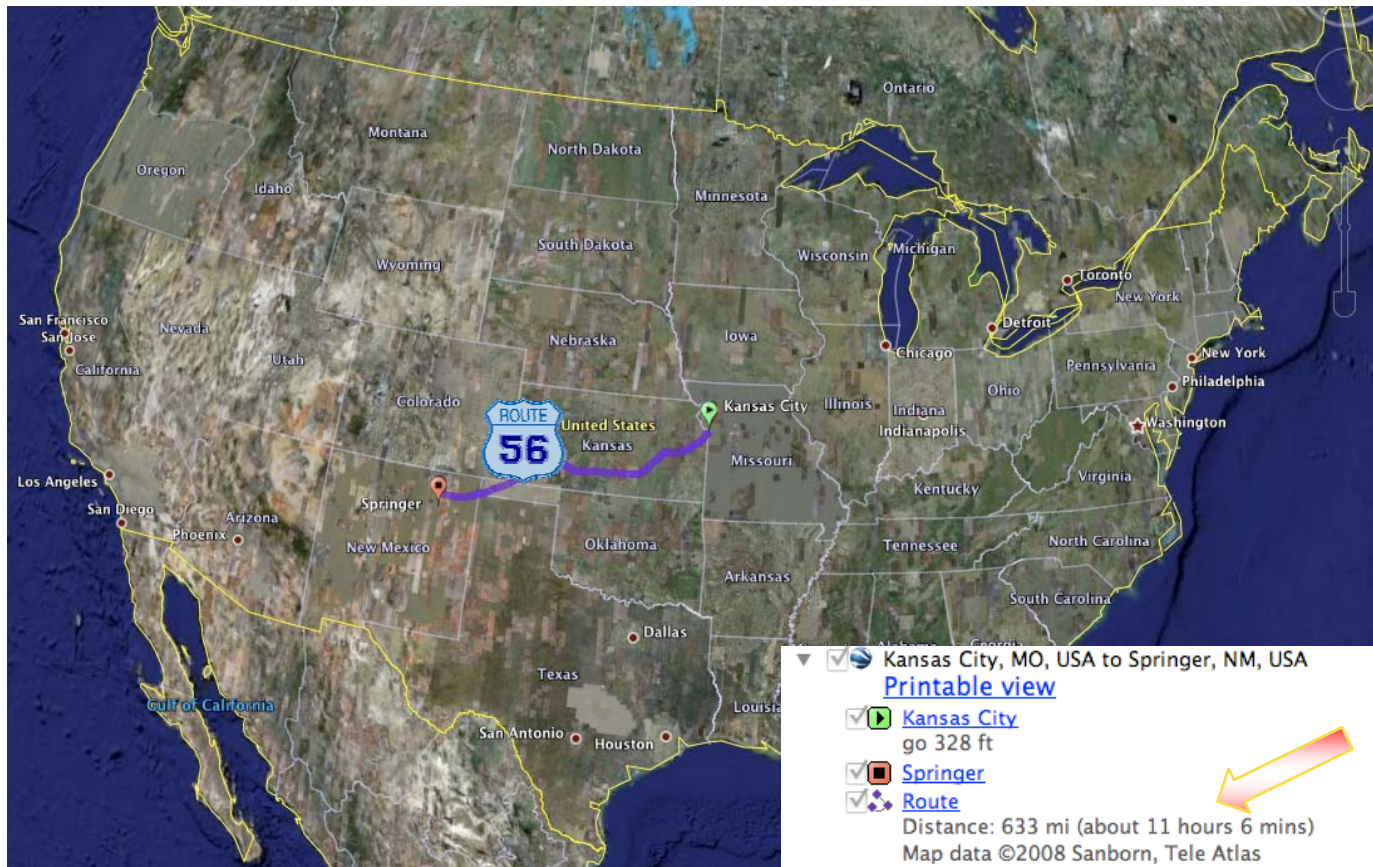 Ontario
Montana
North Dakota
Oregon
Idaho
Minnesota
South Dakota
Wisconsin
Michigan
Wyoming
Toronto
New York
San Francisco
Nevada
Detroit
San Jose
Nebraska
Iowa
Chicago
New York
Utah
California
Pennsylvania
Ohio
Philadelphia
Colorado
Kansas City
Illinois
Indiana
ROUTE
56
United States
Washington
Indianapolis
Kansas
Missouri
Virginia
Los Angeles
Kentucky
Springer
San Diego
Arizona
Phoenix
New Mexico
Oklahoma
Tennessee
North Carolina
Arkansas
South Carolina
Dallas
Alabama
Georgia
Texas
Gulf of California
Louisia
San Antonio
Houston
Kansas City, MO, USA to Springer, NM, USA
Printable view
Kansas City
go 328 ft
Springer
Route
Distance: 633 mi (about 11 hours 6 mins)
Map data ©2008 Sanborn, Tele Atlas